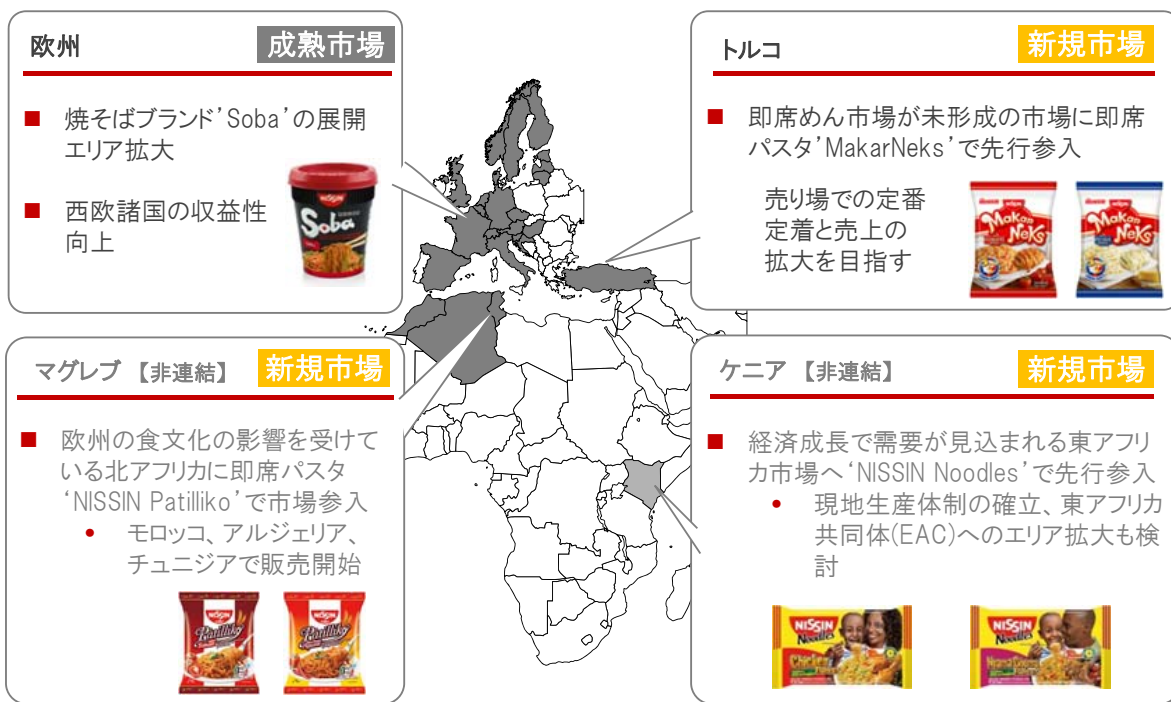 欧州
成熟市場
■ 焼そばブランド’Soba’の展開
エリア拡大
■ 西欧諸国の収益性
向上
NISSIN
Soba
トルコ
新規市場
■ 即席めん市場が未形成の市場に即席
パスタ’MakarNeks’で先行参入
売り場での定番
定着と売上の
拡大を目指す
NISSIN
Makar
Neks
NISSIN
Makar
Neks
マグレブ 【非連結】
新規市場
■ 欧州の食文化の影響を受けて
いる北アフリカに即席パスタ
‘NISSIN Patilliko’で市場参入
• モロッコ、アルジェリア、
チュニジアで販売開始
NISSIN
Patilliko
NISSIN
Patilliko
ケニア 【非連結】
新規市場
■ 経済成長で需要が見込まれる東アフリ
カ市場へ‘NISSIN Noodles’で先行参入
• 現地生産体制の確立、東アフリカ
共同体(EAC)へのエリア拡大も検
討
NISSIN
Noodles
Chicken
NISSIN
Noodles